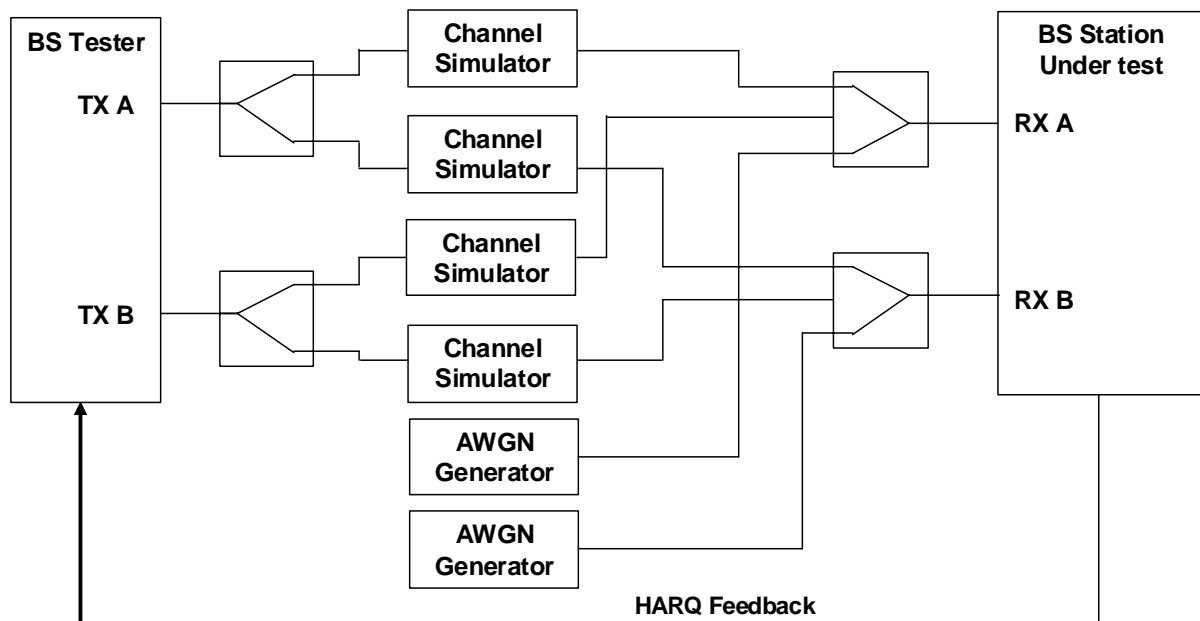 BS Tester
TX A
TX B
Channel
Simulator
Channel
Simulator
Channel
Simulator
Channel
Simulator
AWGN
Generator
AWGN
Generator
BS Station
Under test
RX A
RX B
HARQ Feedback